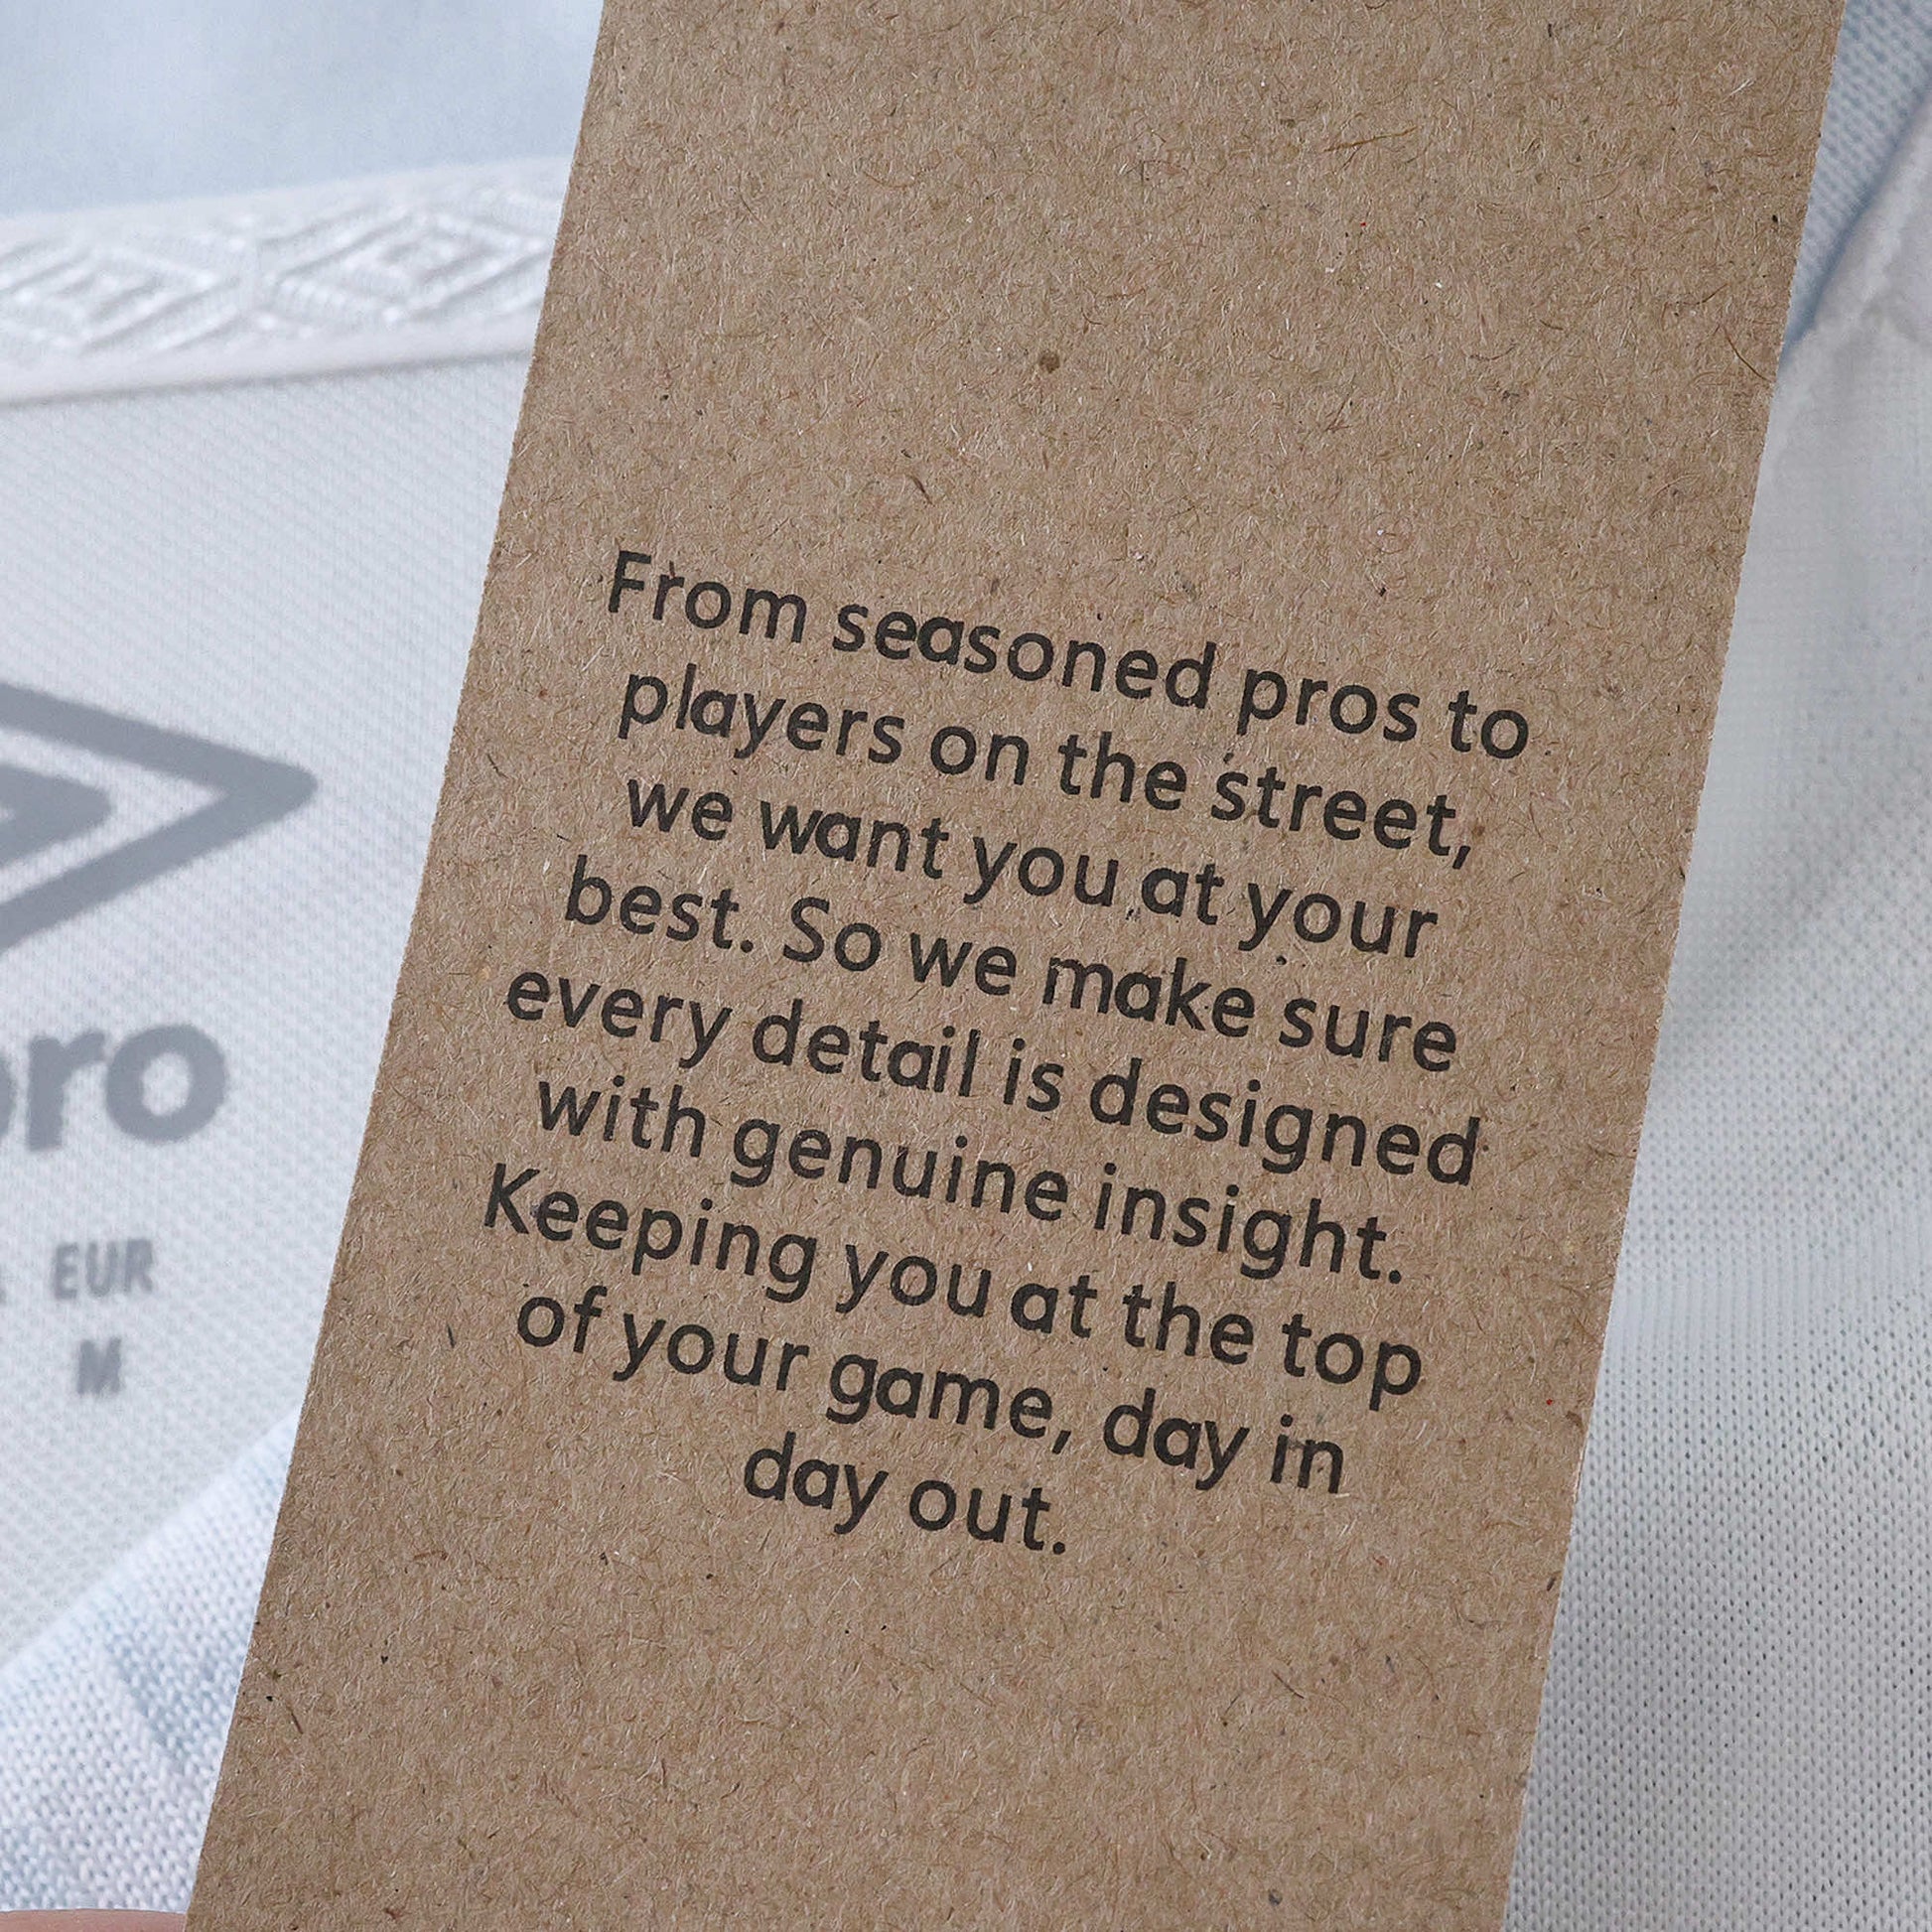 From seasoned pros to
players on the street,
we want you at your
best. So we make sure
every detail is designed
with genuine insight.
Keeping you at the top
of your game, day in
day out.
pro
EUR
M